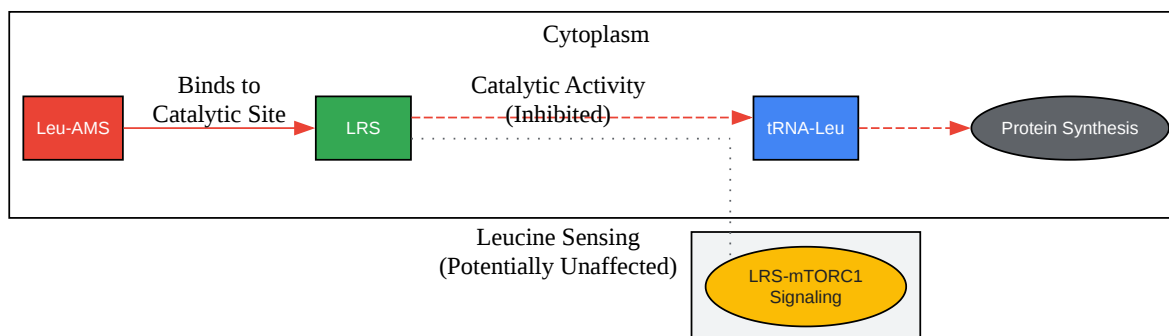 Cytoplasm
Binds to
Catalytic Site
Catalytic Activity
(Inhibited)
Leu-AMS
LRS
tRNA-Leu
Protein Synthesis
Leucine Sensing
(Potentially Unaffected)
LRS-mTORC1
Signaling